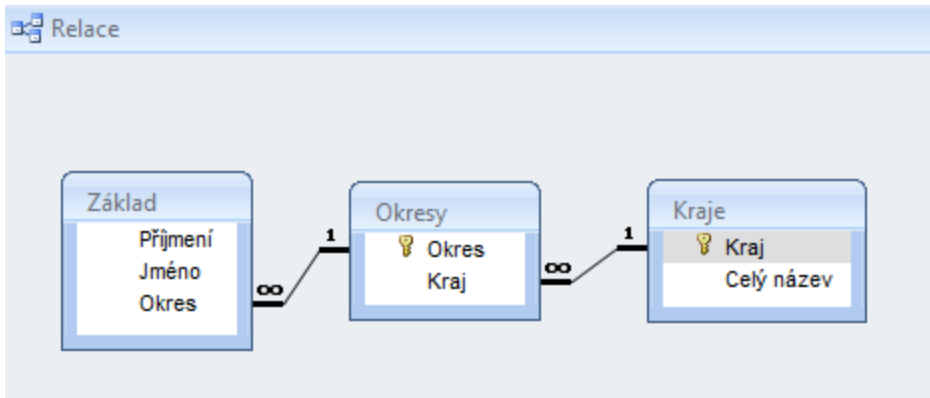 Relace
Základ
Příjmení
Jméno
Okres
∞
1
Okresy
Okres
Kraj
∞
1
Kraje
Kraj
Celý název